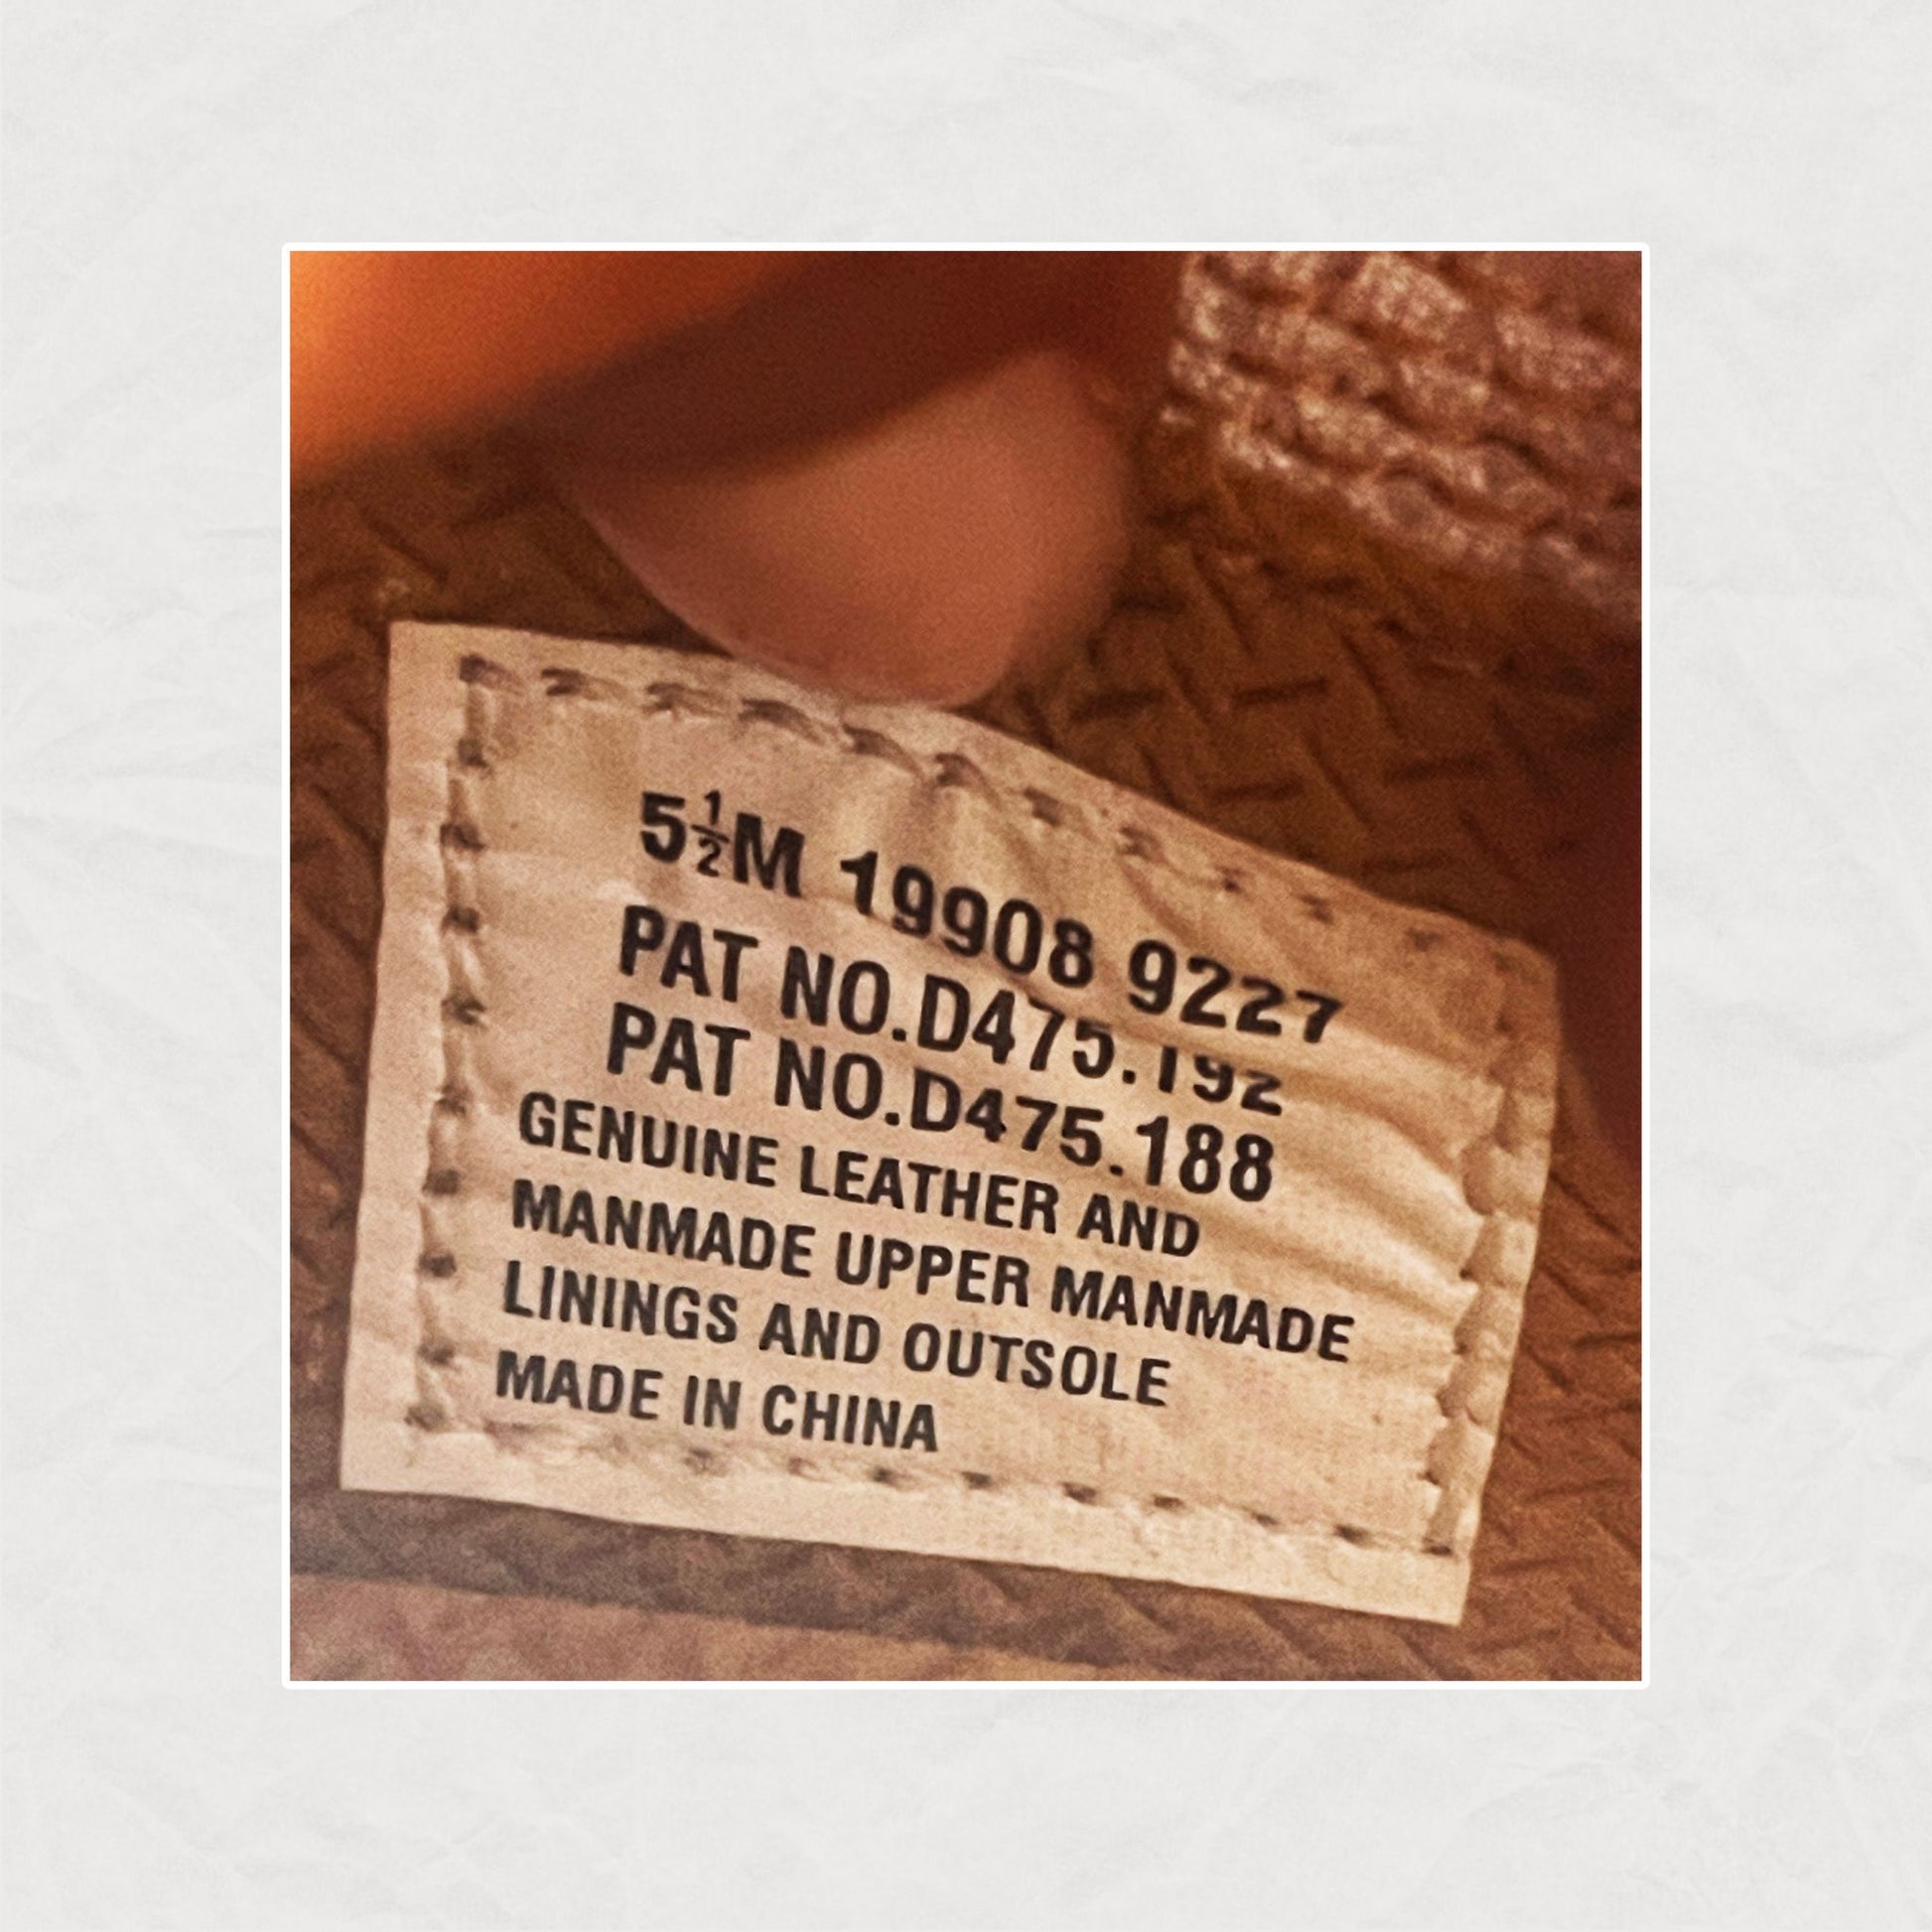 5½M 19908 9227
PAT NO.D475.192
PAT NO.D475.188
GENUINE LEATHER AND
MANMADE UPPER MANMADE
LININGS AND OUTSOLE
MADE IN CHINA